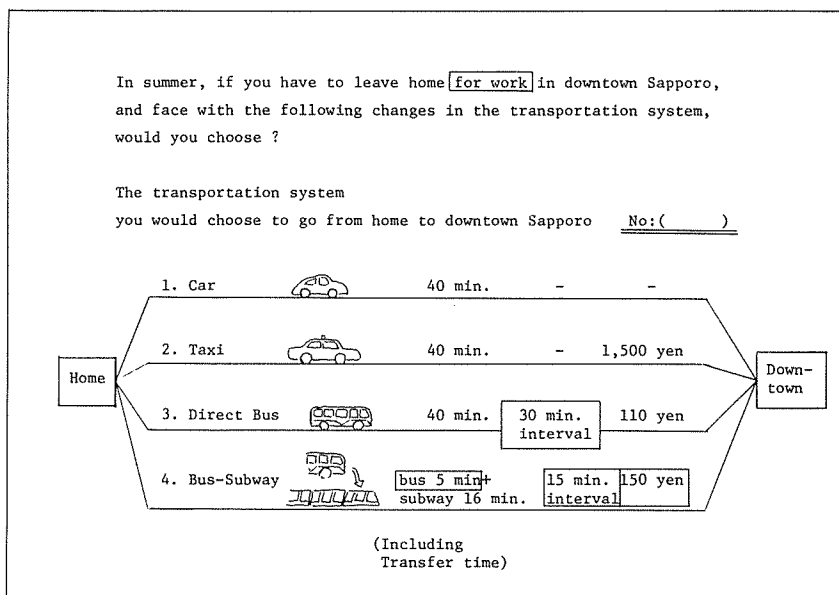 In summer, if you have to leave home for work in downtown Sapporo,
and face with the following changes in the transportation system,
would you choose ?
The transportation system
you would choose to go from home to downtown Sapporo No:( )
1. Car 40 min. - -
2. Taxi 40 min. - 1,500 yen
Home
Down-
town
3. Direct Bus 40 min. 30 min. 110 yen
interval
4. Bus-Subway bus 5 min+ 15 min. 150 yen
subway 16 min. interval
(Including
Transfer time)